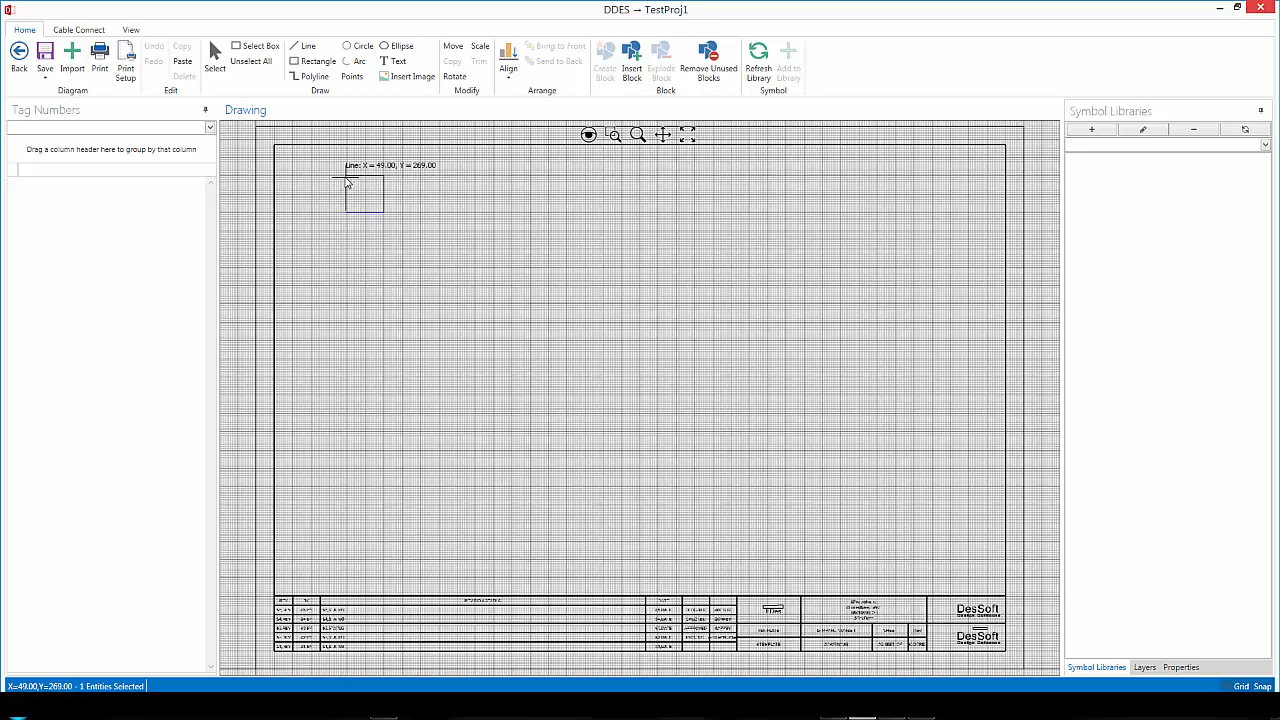 DDES → TestProj1
Home
Cable Connect
View
Back
Save
Import
Print
Print Setup
Diagram
Undo
Redo
Copy
Paste
Delete
Edit
Select
Select Box
Unselect All
Line
Rectangle
Polyline
Circle
Arc
Points
Ellipse
Text
Insert Image
Draw
Move
Copy
Rotate
Scale
Trim
Modify
Align
Bring to Front
Send to Back
Arrange
Create Block
Insert Block
Explode Block
Remove Unused Blocks
Block
Refresh Library
Add to Library
Symbol
Tag Numbers
Drag a column header here to group by that column
Drawing
Line: X = 49.00, Y = 269.00
DesSoft
DesSoft
Symbol Libraries
Symbol Libraries
Layers
Properties
X=49.00,Y=269.00 - 1 Entities Selected
Grid
Snap